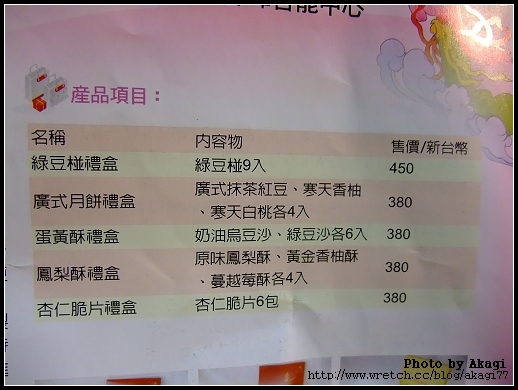 智能中心
產品項目：
名稱 內容物 售價/新台幣
綠豆椪禮盒 綠豆椪9入 450
廣式月餅禮盒 廣式抹茶紅豆、寒天香柚
、寒天白桃各4入 380
蛋黃酥禮盒 奶油烏豆沙、綠豆沙各6入 380
鳳梨酥禮盒 原味鳳梨酥、黃金香柚酥
、蔓越莓酥各4入 380
杏仁脆片禮盒 杏仁脆片6包 380
Photo by Akagi
http://www.wretch.cc/blog/akagi77